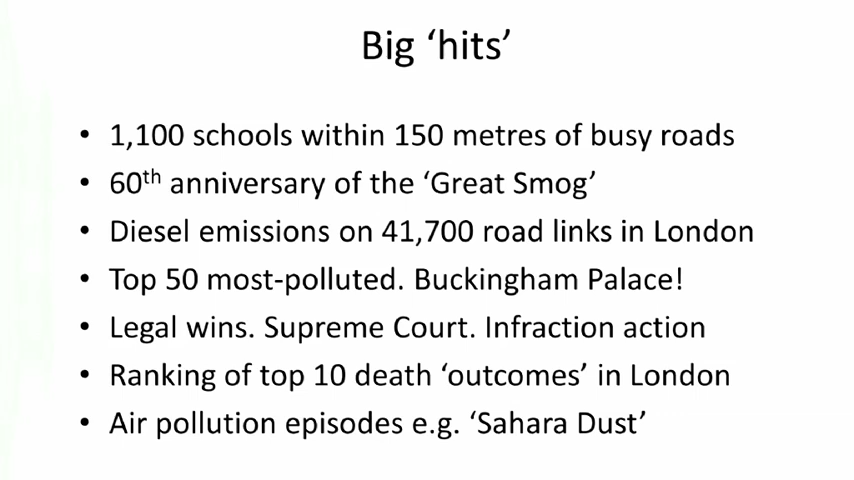 Big ‘hits’
• 1,100 schools within 150 metres of busy roads
• 60th anniversary of the ‘Great Smog’
• Diesel emissions on 41,700 road links in London
• Top 50 most-polluted. Buckingham Palace!
• Legal wins. Supreme Court. Infraction action
• Ranking of top 10 death ‘outcomes’ in London
• Air pollution episodes e.g. ‘Sahara Dust’